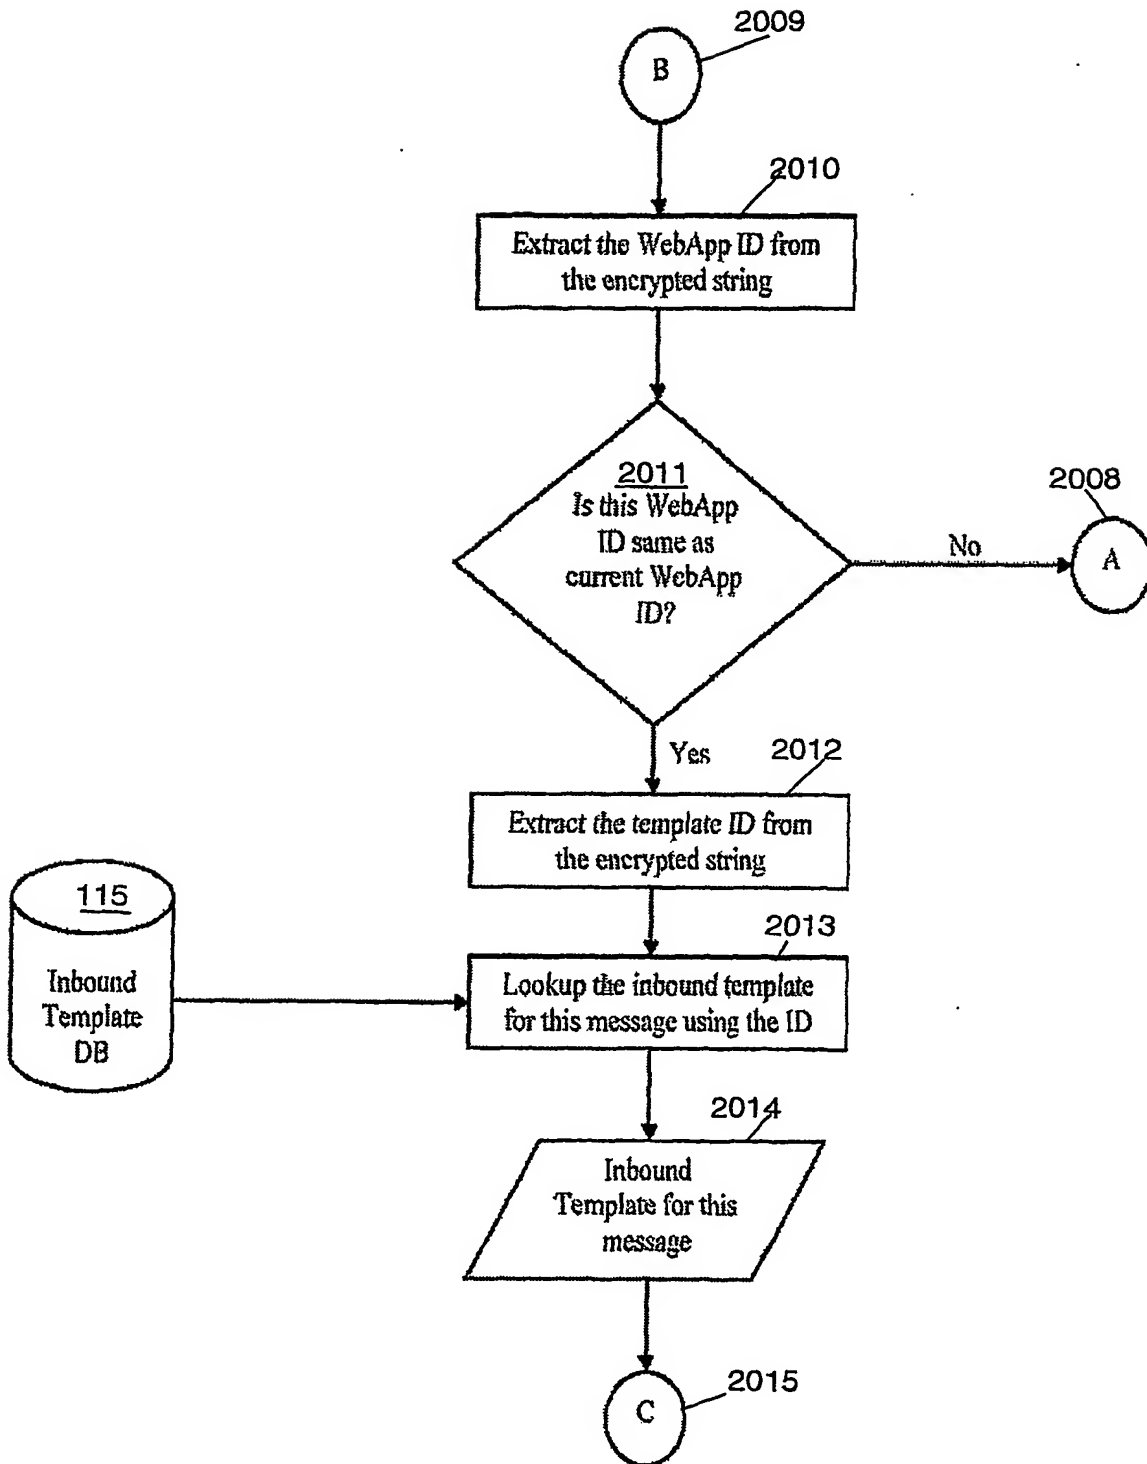 2009
B
2010
Extract the WebApp ID from
the encrypted string
2011
Is this WebApp
ID same as
current WebApp
ID?
No
2008
A
Yes
2012
Extract the template ID from
the encrypted string
115
Inbound
Template
DB
2013
Lookup the inbound template
for this message using the ID
2014
Inbound
Template for this
message
C
2015